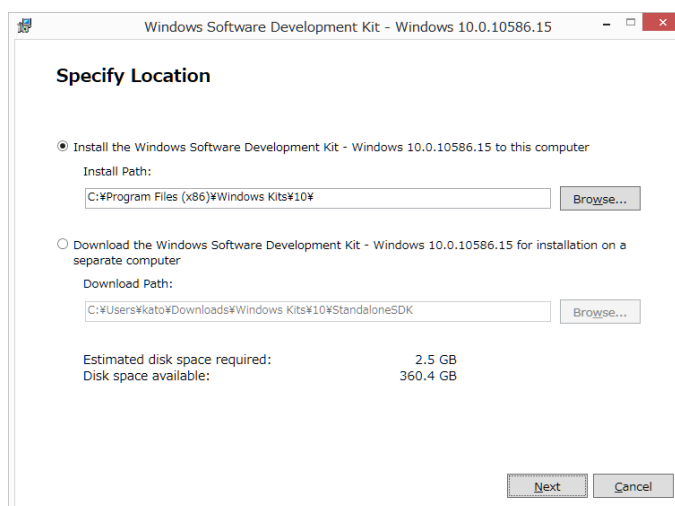 Windows Software Development Kit - Windows 10.0.10586.15
Specify Location
Install the Windows Software Development Kit - Windows 10.0.10586.15 to this computer
Install Path:
C:¥Program Files (x86)¥Windows Kits¥10¥
Browse...
Download the Windows Software Development Kit - Windows 10.0.10586.15 for installation on a
separate computer
Download Path:
C:¥Users¥kato¥Downloads¥Windows Kits¥10¥StandaloneSDK
Browse...
Estimated disk space required: 2.5 GB
Disk space available: 360.4 GB
Next Cancel